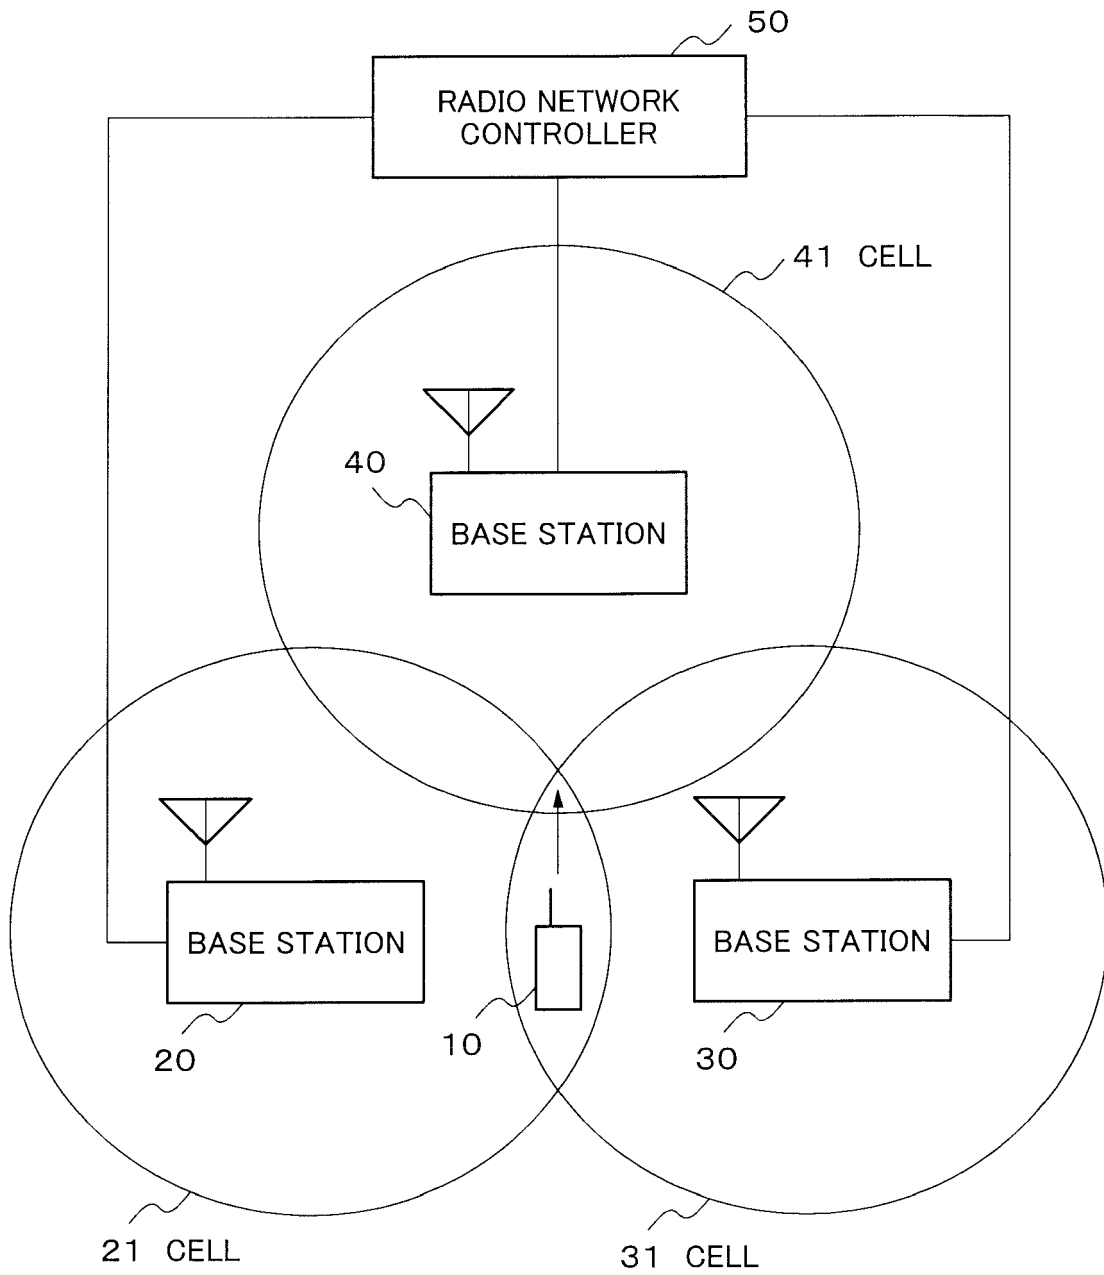 50
RADIO NETWORK
CONTROLLER
41 CELL
40
BASE STATION
BASE STATION
BASE STATION
20
10
30
21 CELL
31 CELL